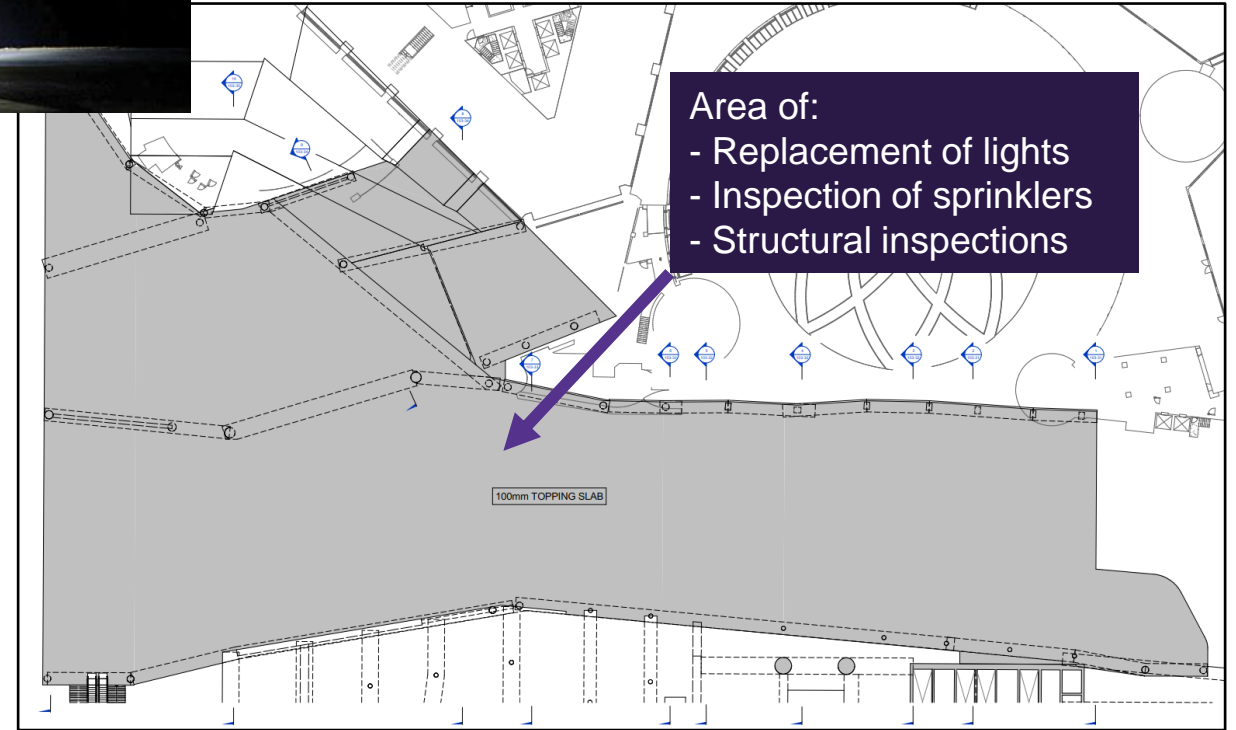 Area of:
- Replacement of lights
- Inspection of sprinklers
- Structural inspections
100mm TOPPING SLAB